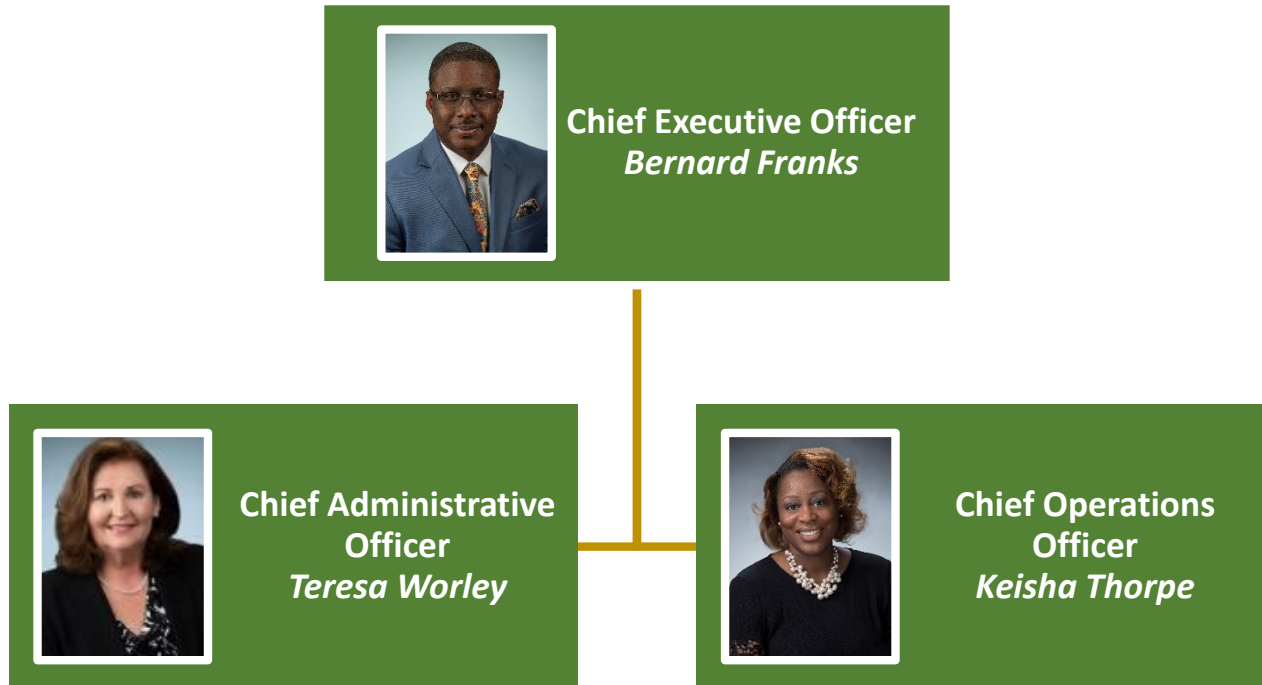 Chief Executive Officer
Bernard Franks
Chief Administrative
Officer
Teresa Worley
Chief Operations
Officer
Keisha Thorpe